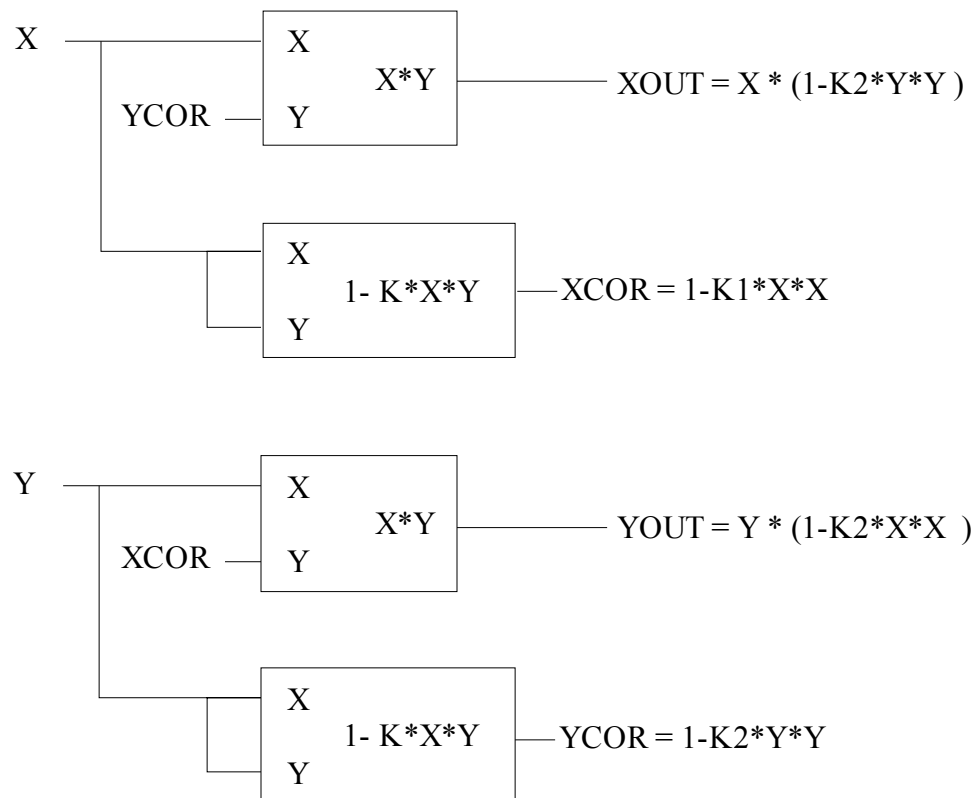 X
X
X*Y
XOUT = X * (1-K2*Y*Y )
YCOR
Y
X
1- K*X*Y
XCOR = 1-K1*X*X
Y
Y
X
X*Y
YOUT = Y * (1-K2*X*X )
XCOR
Y
X
1- K*X*Y
YCOR = 1-K2*Y*Y
Y